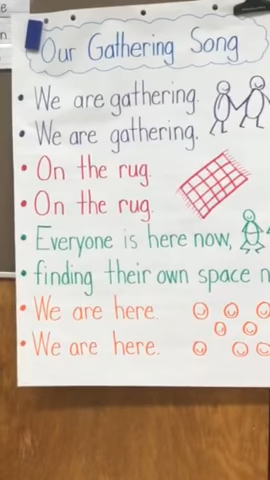 Our Gathering Song
• We are gathering.
• We are gathering.
• On the rug.
• On the rug.
• Everyone is here now,
• finding their own space n
• We are here.
• We are here.